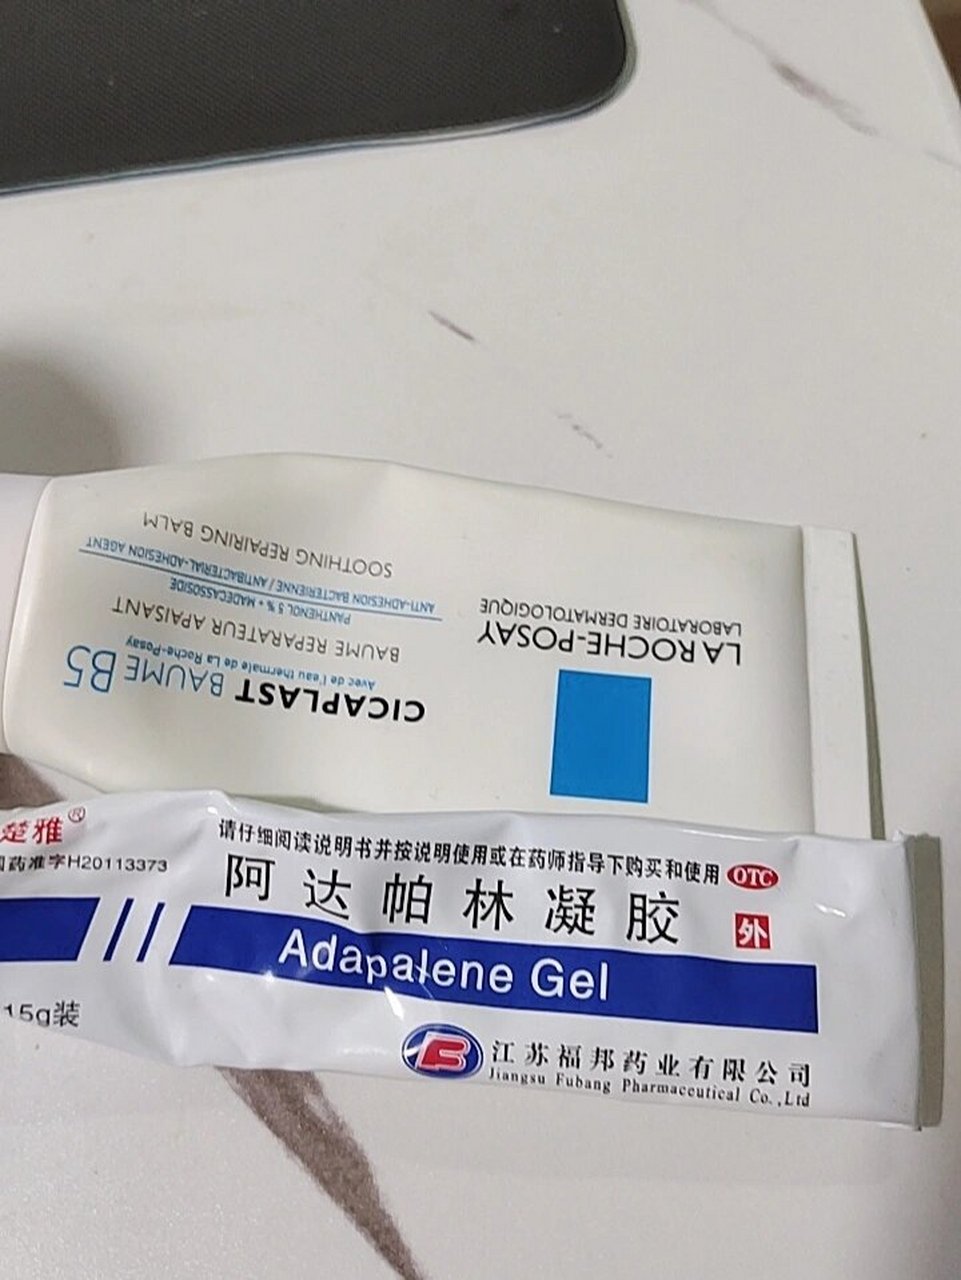 LA ROCHE-POSAY
LABORATOIRE DERMATOLOGIQUE
CICAPLAST BAUME B5
Avec de l'eau thermale de La Roche-Posay
BAUME RÉPARATEUR APAISANT
PANTHENOL 5 % • MADECASSOSIDE
ANTI-ADHESION BACTERIENNE / ANTIBACTERIAL-ADHESION AGENT
SOOTHING REPAIRING BALM
楚雅®
药准字H20113373
请仔细阅读说明书并按说明使用或在药师指导下购买和使用
OTC
阿达帕林凝胶
外
Adapalene Gel
15g装
江苏福邦药业有限公司
Jiangsu Fubang Pharmaceutical Co.,Ltd